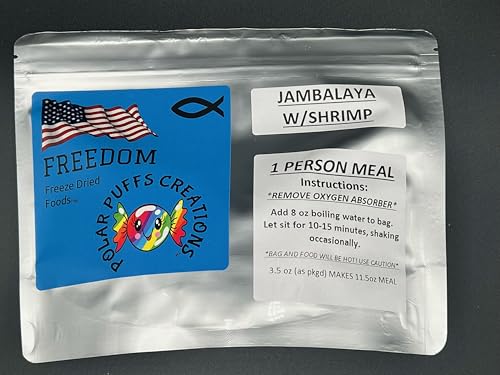 FREEDOM
Freeze Dried
Foods™
POLAR PUFFS CREATIONS
JAMBALAYA
W/SHRIMP
1 PERSON MEAL
Instructions:
*REMOVE OXYGEN ABSORBER*
Add 8 oz boiling water to bag.
Let sit for 10-15 minutes, shaking
occasionally.
*BAG AND FOOD WILL BE HOT! USE CAUTION*
3.5 oz (as pkgd) MAKES 11.5oz MEAL